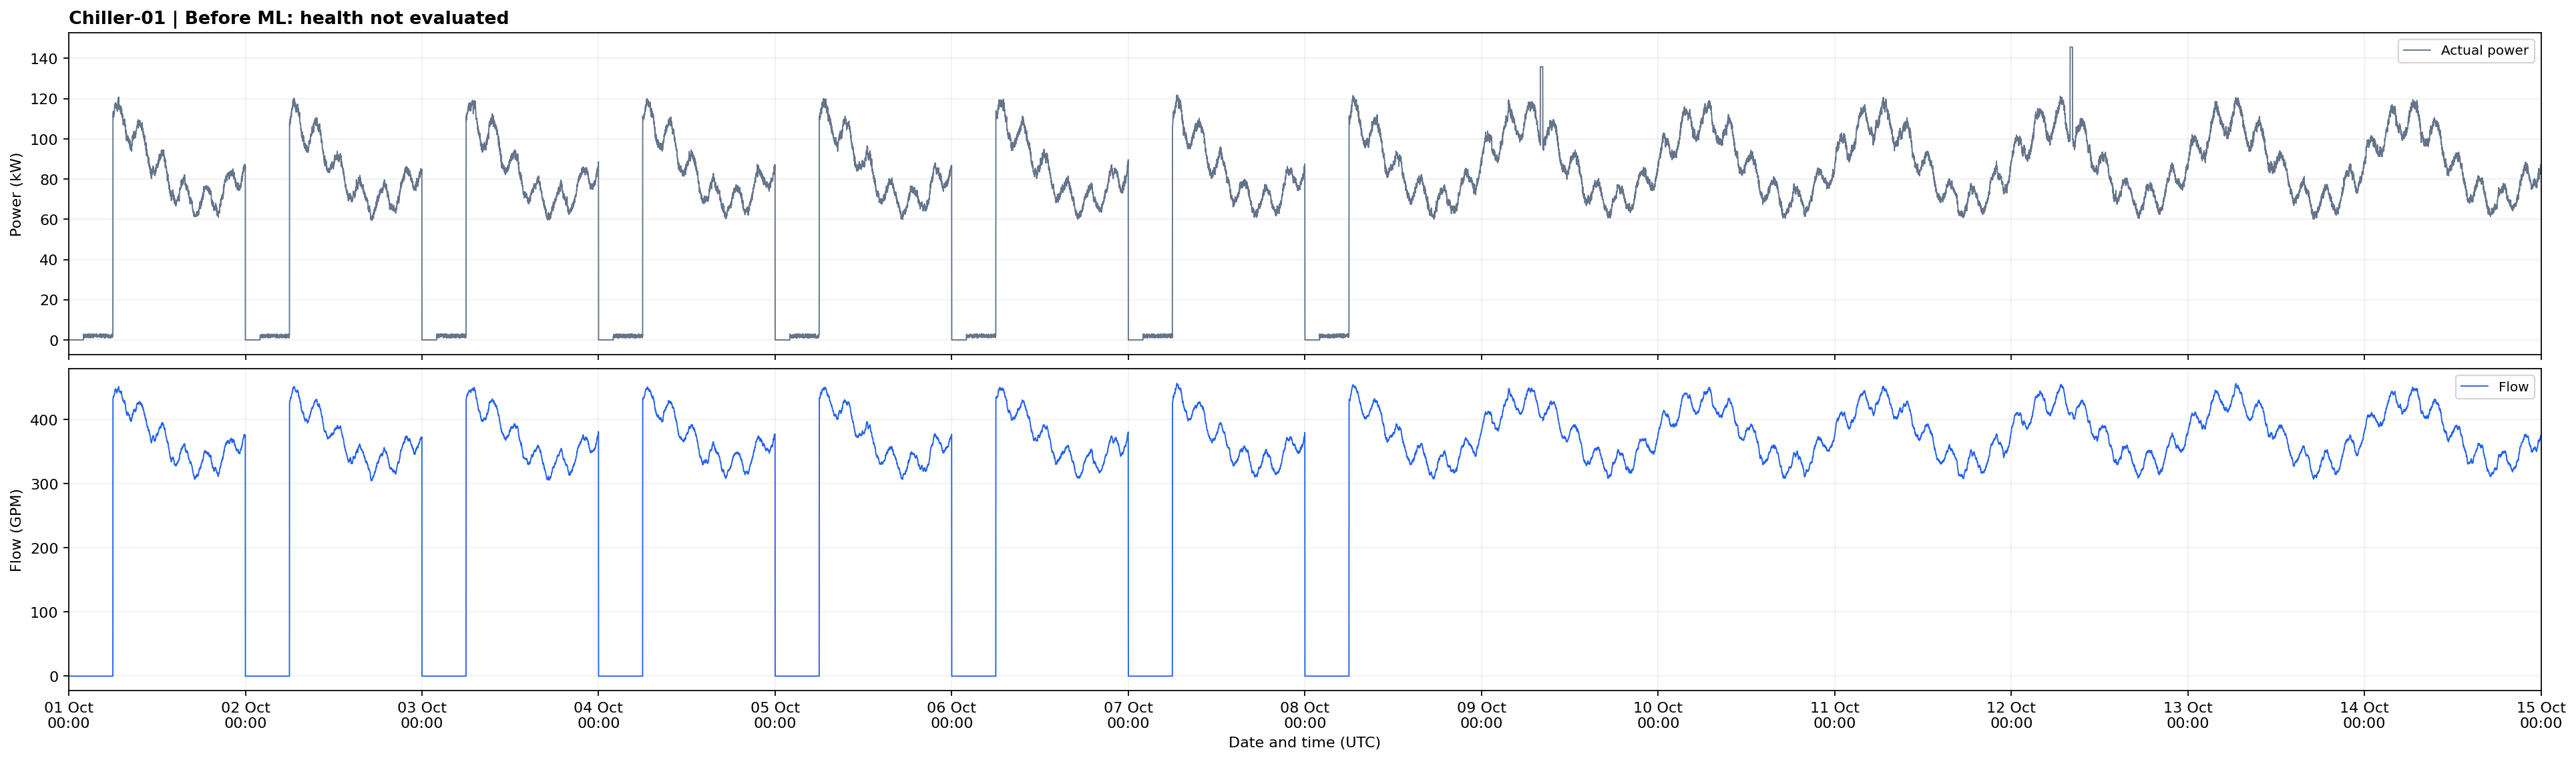 Chiller-01 | Before ML: health not evaluated
Actual power
Power (kW)
140
120
100
80
60
40
20
0
Flow
Flow (GPM)
400
300
200
100
0
01 Oct 02 Oct 03 Oct 04 Oct 05 Oct 06 Oct 07 Oct 08 Oct 09 Oct 10 Oct 11 Oct 12 Oct 13 Oct 14 Oct 15 Oct
00:00 00:00 00:00 00:00 00:00 00:00 00:00 00:00 00:00 00:00 00:00 00:00 00:00 00:00 00:00
Date and time (UTC)